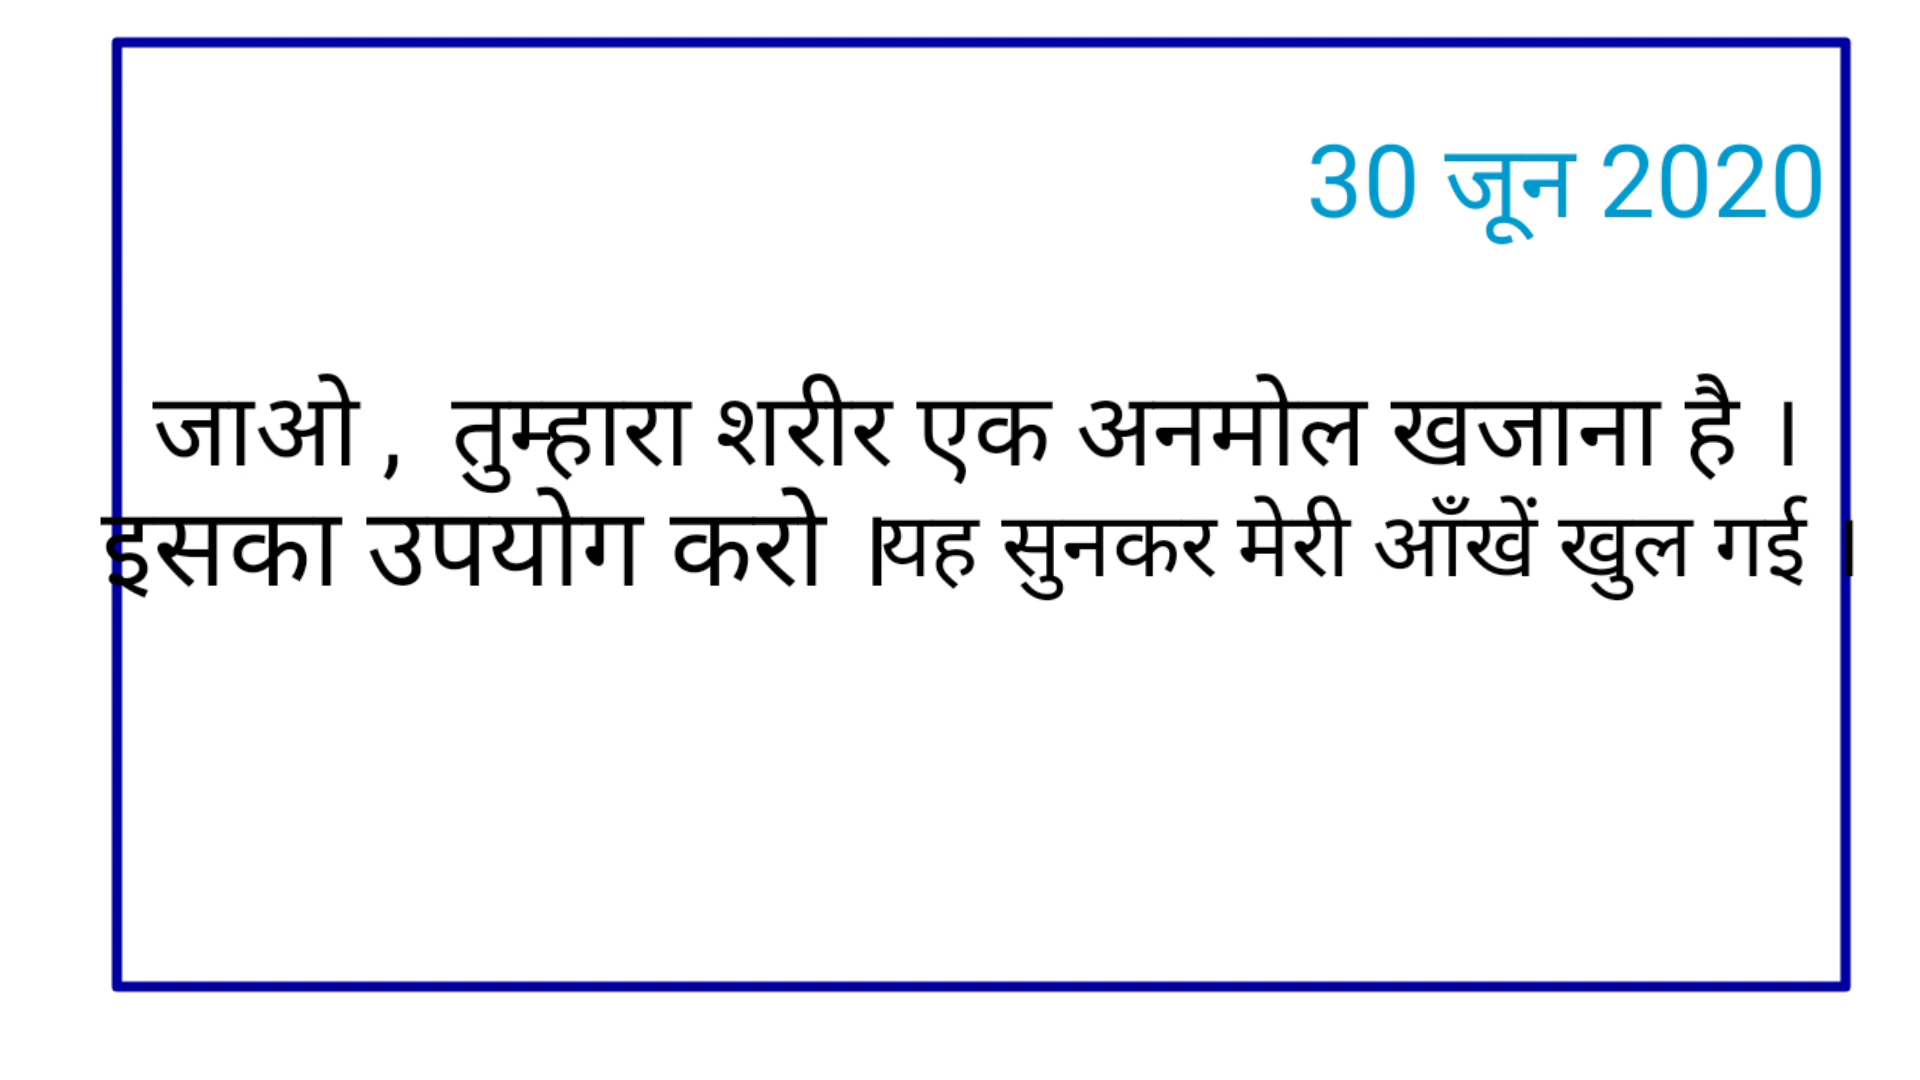 30 जून 2020
जाओ , तुम्हारा शरीर एक अनमोल खजाना है ।
इसका उपयोग करो ।यह सुनकर मेरी आँखें खुल गई ।